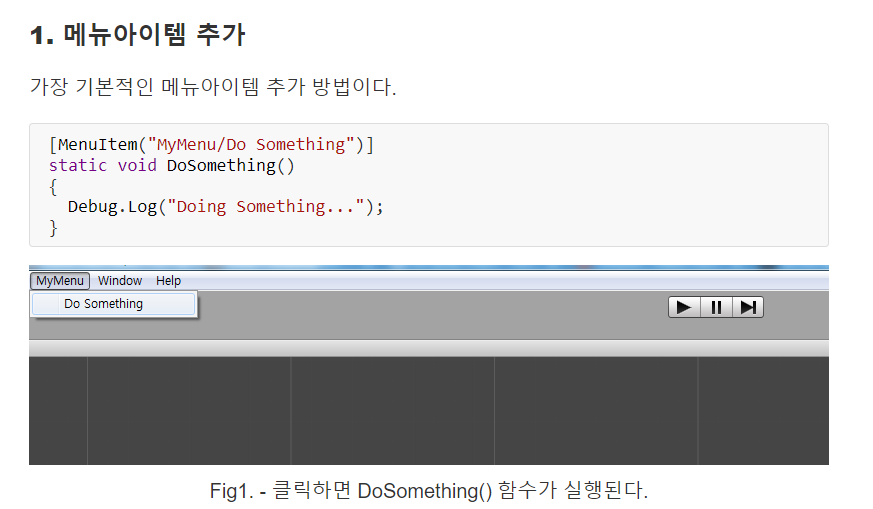 1. 메뉴아이템 추가
가장 기본적인 메뉴아이템 추가 방법이다.
[MenuItem("MyMenu/Do Something")]
static void DoSomething()
{
  Debug.Log("Doing Something...");
}
MyMenu Window Help
Do Something
Fig1. - 클릭하면 DoSomething() 함수가 실행된다.